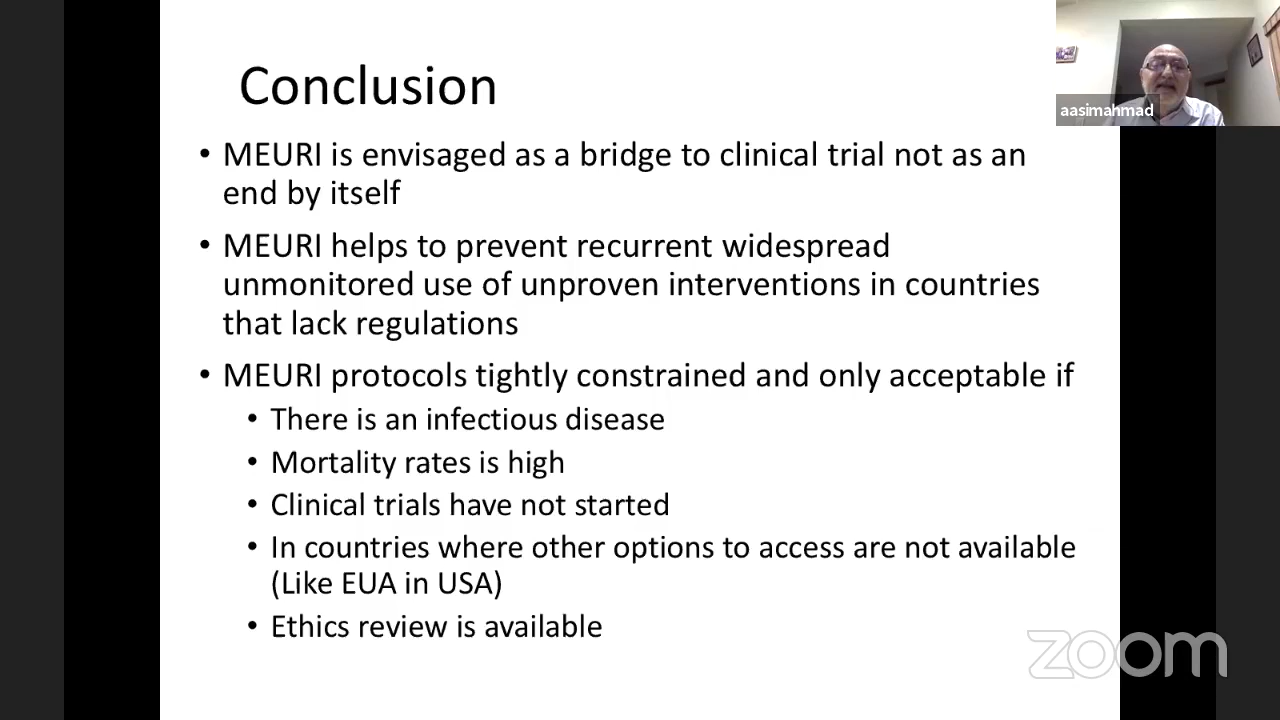 Conclusion
aasimahmad
• MEURI is envisaged as a bridge to clinical trial not as an
end by itself
• MEURI helps to prevent recurrent widespread
unmonitored use of unproven interventions in countries
that lack regulations
• MEURI protocols tightly constrained and only acceptable if
• There is an infectious disease
• Mortality rates is high
• Clinical trials have not started
• In countries where other options to access are not available
(Like EUA in USA)
• Ethics review is available
zoom